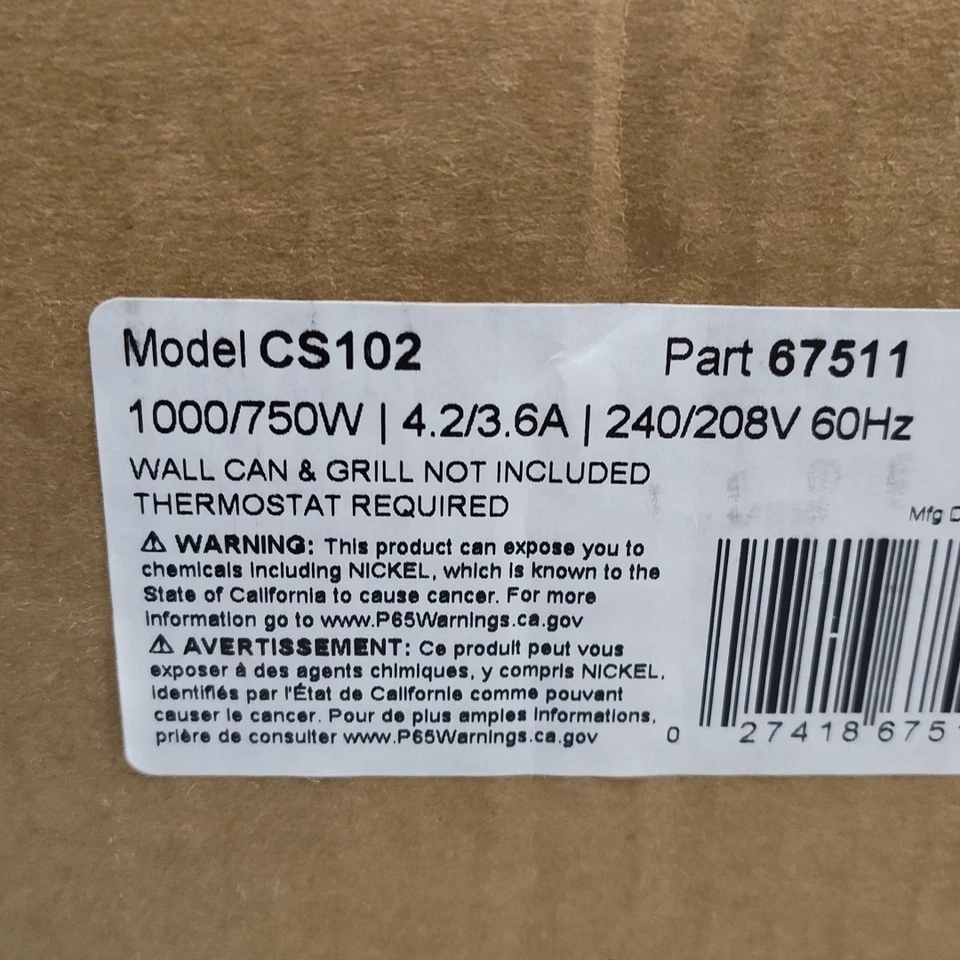 Model CS102 Part 67511
1000/750W | 4.2/3.6A | 240/208V 60Hz
WALL CAN & GRILL NOT INCLUDED
THERMOSTAT REQUIRED
Mfg
⚠ WARNING: This product can expose you to
chemicals including NICKEL, which is known to the
State of California to cause cancer. For more
information go to www.P65Warnings.ca.gov
⚠ AVERTISSEMENT: Ce produit peut vous
exposer à des agents chimiques, y compris NICKEL,
identifiés par l'État de Californie comme pouvant
causer le cancer. Pour de plus amples informations,
prière de consulter www.P65Warnings.ca.gov
0 27418 675